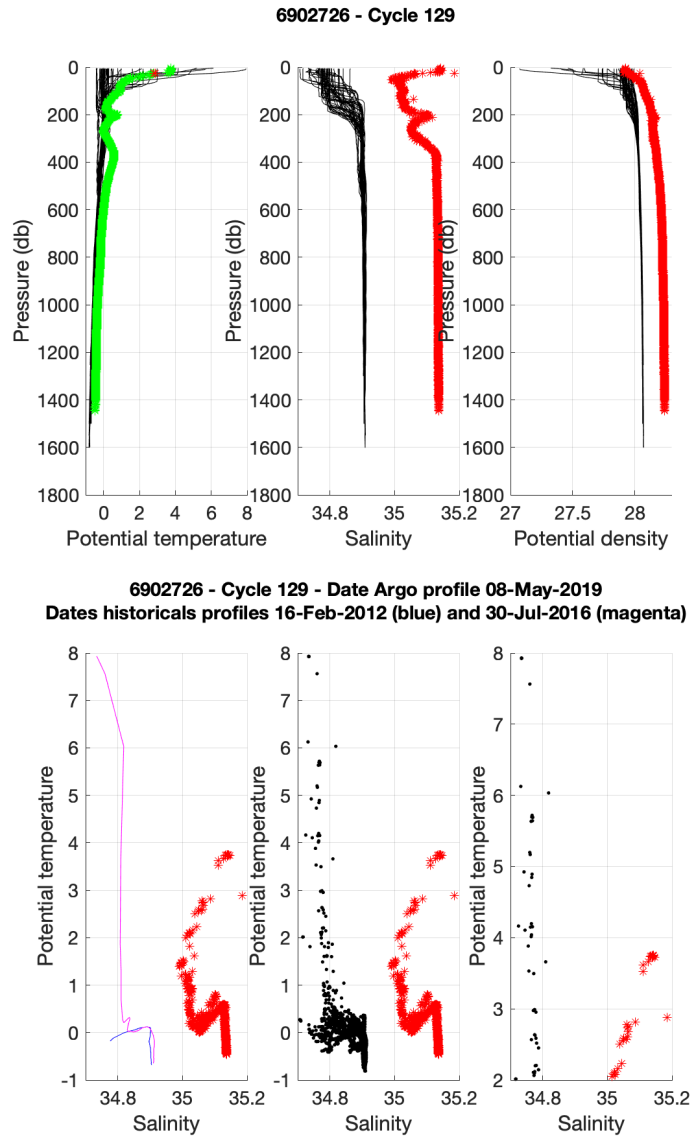 6902726 - Cycle 129
0
200
400
600
800
1000
1200
1400
1600
1800
Pressure (db)
0 2 4 6 8
Potential temperature
0
200
400
600
800
1000
1200
1400
1600
1800
Pressure (db)
34.8 35 35.2
Salinity
0
200
400
600
800
1000
1200
1400
1600
1800
Pressure (db)
27 27.5 28
Potential density
6902726 - Cycle 129 - Date Argo profile 08-May-2019
Dates historicals profiles 16-Feb-2012 (blue) and 30-Jul-2016 (magenta)
8
7
6
5
4
3
2
1
0
-1
Potential temperature
34.8 35 35.2
Salinity
8
7
6
5
4
3
2
1
0
-1
Potential temperature
34.8 35 35.2
Salinity
8
7
6
5
4
3
2
Potential temperature
34.8 35 35.2
Salinity